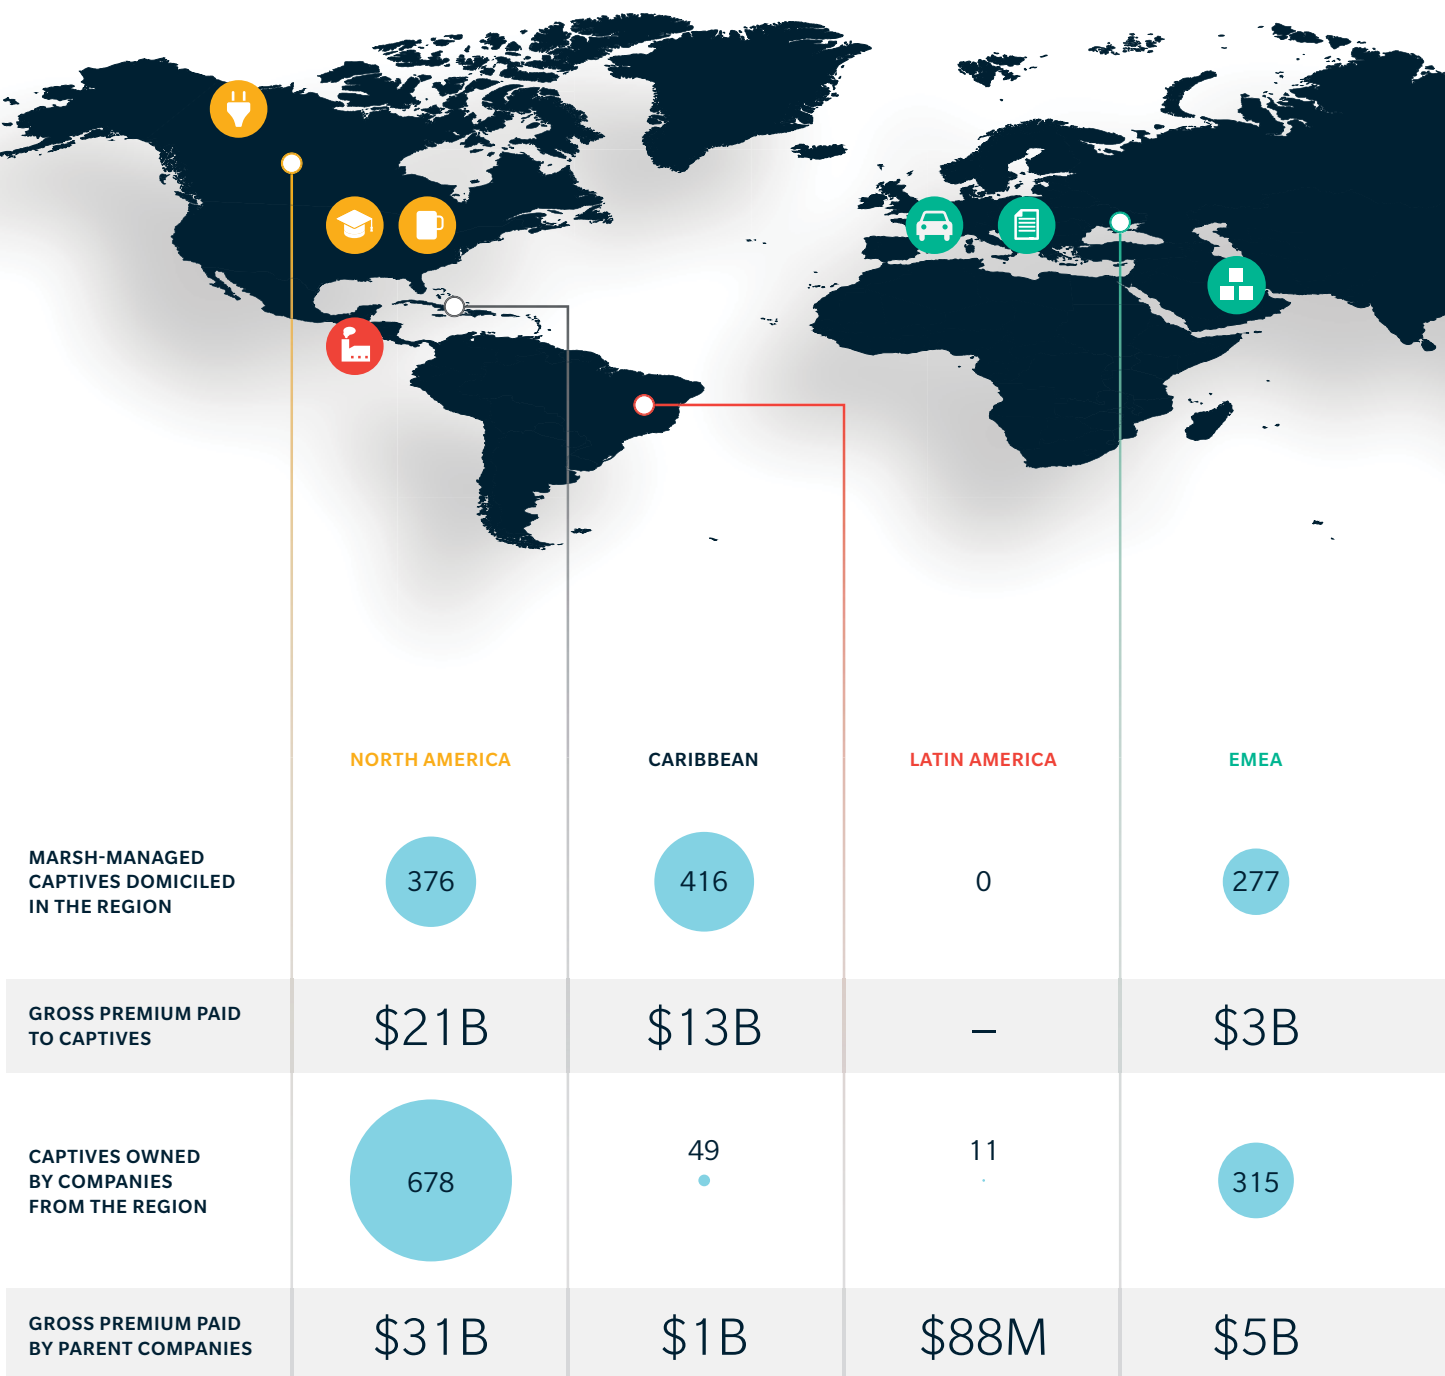 NORTH AMERICA
CARIBBEAN
LATIN AMERICA
EMEA
MARSH-MANAGED
CAPTIVES DOMICILED
IN THE REGION
376
416
0
277
GROSS PREMIUM PAID
TO CAPTIVES
$21B
$13B
–
$3B
CAPTIVES OWNED
BY COMPANIES
FROM THE REGION
678
49
11
315
GROSS PREMIUM PAID
BY PARENT COMPANIES
$31B
$1B
$88M
$5B